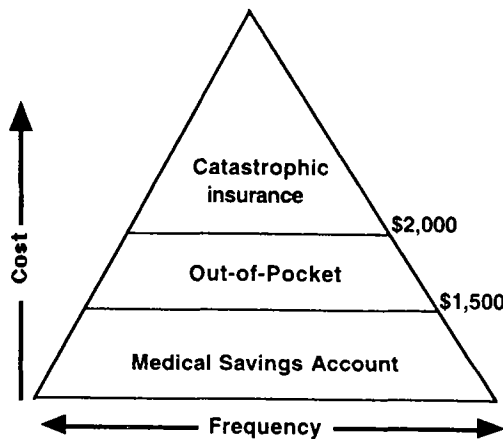 Catastrophic
insurance
$2,000
Out-of-Pocket
$1,500
Medical Savings Account
Cost
Frequency